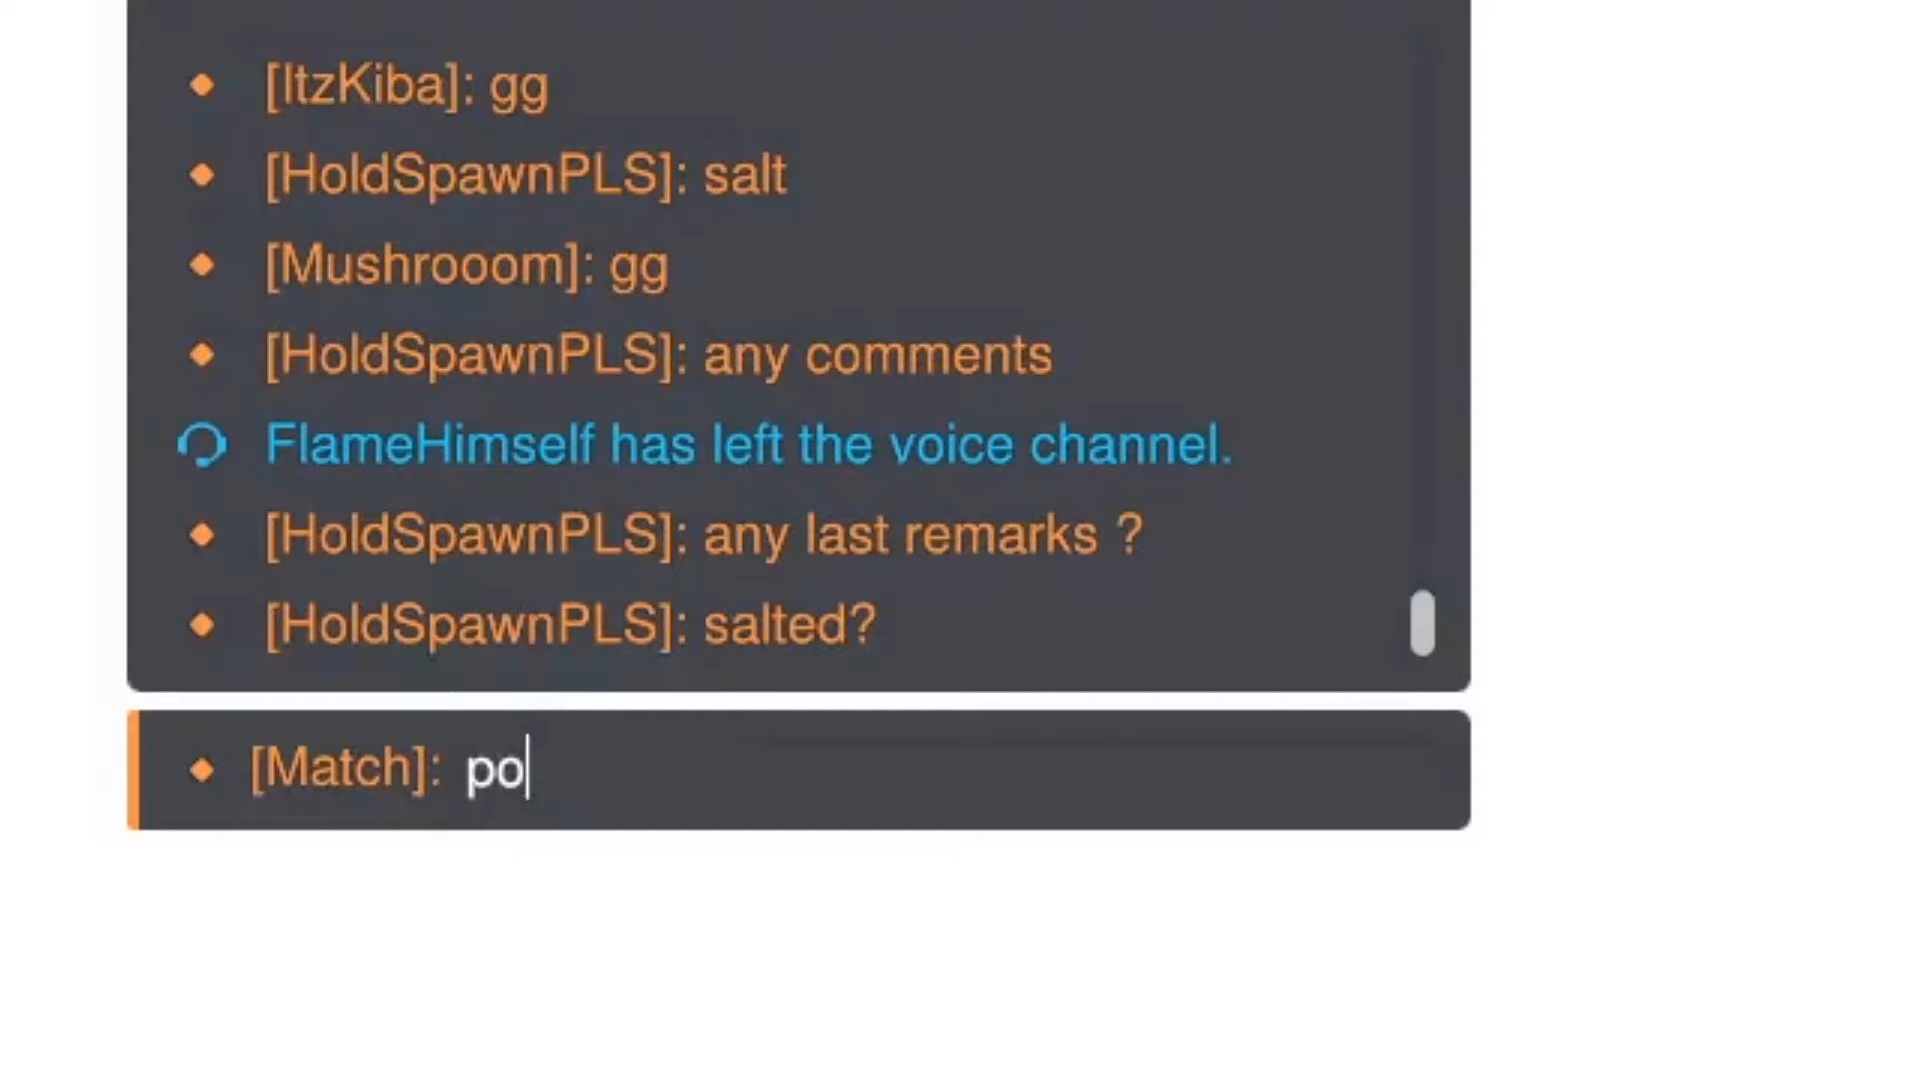 [ItzKiba]: gg
[HoldSpawnPLS]: salt
[Mushrooom]: gg
[HoldSpawnPLS]: any comments
FlameHimself has left the voice channel.
[HoldSpawnPLS]: any last remarks ?
[HoldSpawnPLS]: salted?
[Match]: po